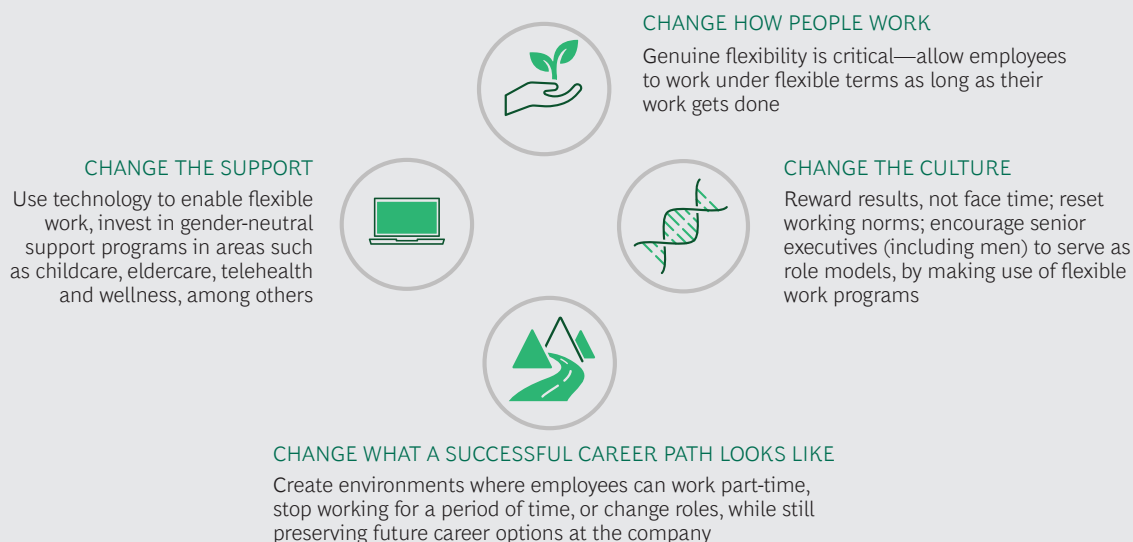 CHANGE HOW PEOPLE WORK
Genuine flexibility is critical—allow employees
to work under flexible terms as long as their
work gets done
CHANGE THE SUPPORT
Use technology to enable flexible
work, invest in gender-neutral
support programs in areas such
as childcare, eldercare, telehealth
and wellness, among others
CHANGE THE CULTURE
Reward results, not face time; reset
working norms; encourage senior
executives (including men) to serve as
role models, by making use of flexible
work programs
CHANGE WHAT A SUCCESSFUL CAREER PATH LOOKS LIKE
Create environments where employees can work part-time,
stop working for a period of time, or change roles, while still
preserving future career options at the company